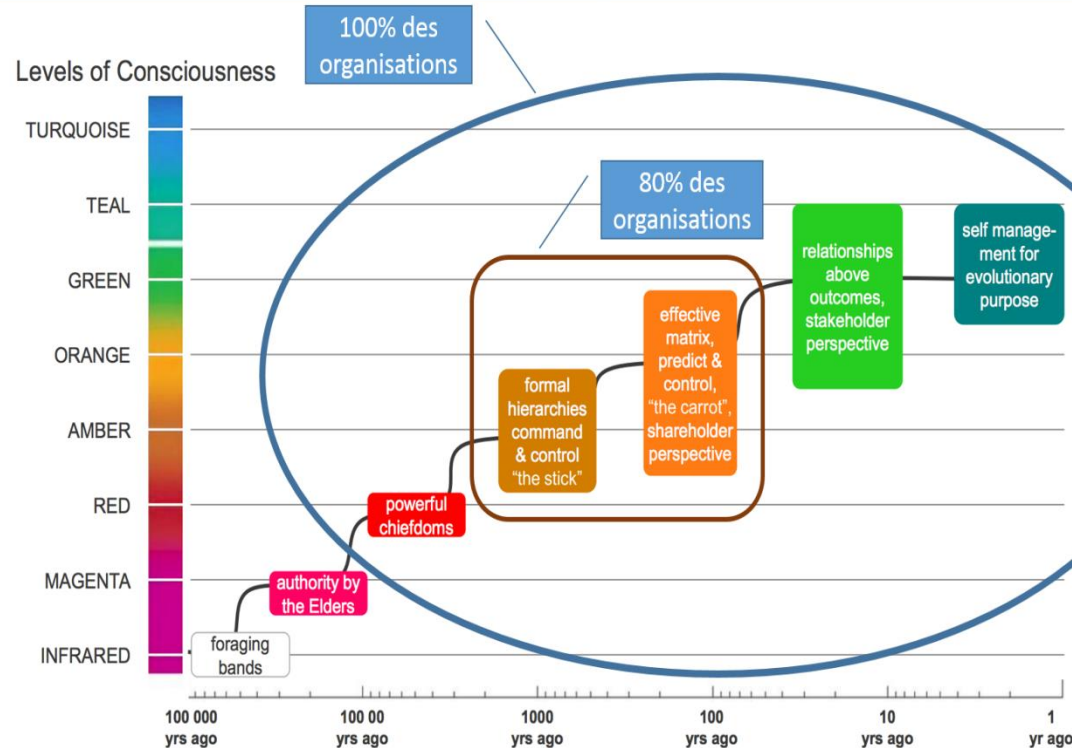 100% des
organisations
Levels of Consciousness
TURQUOISE
80% des
organisations
TEAL
self manage-
ment for
evolutionary
purpose
relationships
above
outcomes,
stakeholder
perspective
GREEN
effective
matrix,
predict &
control,
“the carrot”,
shareholder
perspective
ORANGE
formal
hierarchies
command
& control
“the stick”
AMBER
RED
powerful
chiefdoms
MAGENTA
authority by
the Elders
INFRARED
foraging
bands
100 000
yrs ago
100 00
yrs ago
1000
yrs ago
100
yrs ago
10
yrs ago
1
yr ago